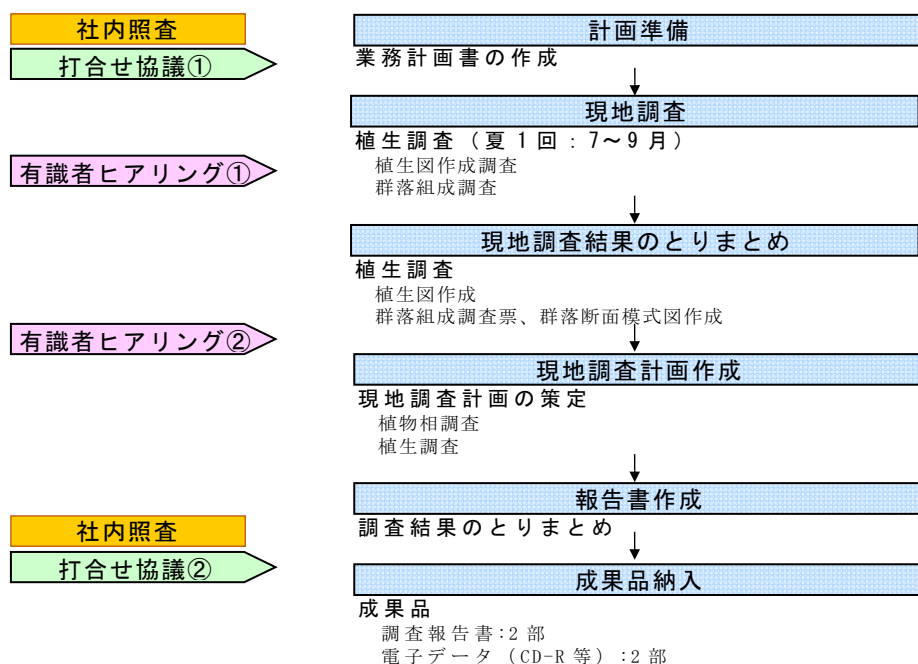 社内照査
計画準備
打合せ協議①
業務計画書の作成
現地調査
植生調査（夏1回：7～9月）
有識者ヒアリング①
植生図作成調査
群落組成調査
現地調査結果のとりまとめ
植生調査
植生図作成
群落組成調査票、群落断面模式図作成
有識者ヒアリング②
現地調査計画作成
現地調査計画の策定
植物相調査
植生調査
報告書作成
社内照査
調査結果のとりまとめ
打合せ協議②
成果品納入
成果品
調査報告書：2部
電子データ（CD-R等）：2部